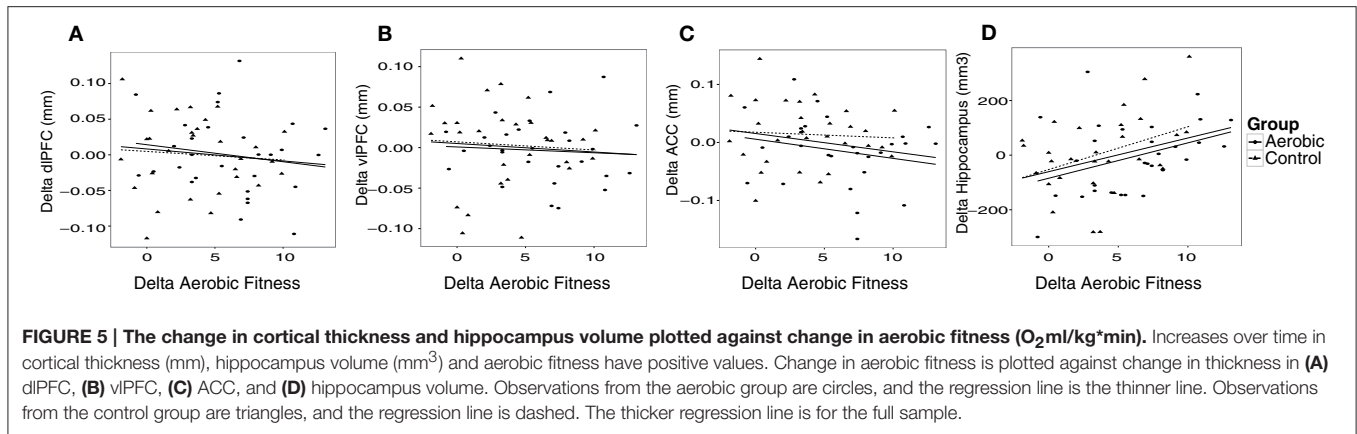 A
B
C
D
Delta dlPFC (mm)
0.10
0.05
0.00
−0.05
−0.10
0
5
10
Delta Aerobic Fitness
Delta vlPFC (mm)
0.10
0.05
0.00
−0.05
−0.10
0
5
10
Delta Aerobic Fitness
Delta ACC (mm)
0.1
0.0
−0.1
0
5
10
Delta Aerobic Fitness
Delta Hippocampus (mm3)
200
0
−200
0
5
10
Delta Aerobic Fitness
Group
Aerobic
Control
FIGURE 5 | The change in cortical thickness and hippocampus volume plotted against change in aerobic fitness (O2ml/kg*min). Increases over time in
cortical thickness (mm), hippocampus volume (mm3) and aerobic fitness have positive values. Change in aerobic fitness is plotted against change in thickness in (A)
dlPFC, (B) vlPFC, (C) ACC, and (D) hippocampus volume. Observations from the aerobic group are circles, and the regression line is the thinner line. Observations
from the control group are triangles, and the regression line is dashed. The thicker regression line is for the full sample.